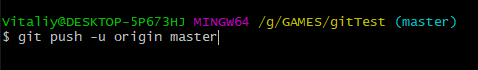 Vitaliy@DESKTOP-5P673HJ MINGW64 /g/GAMES/gitTest (master)
$ git push -u origin master